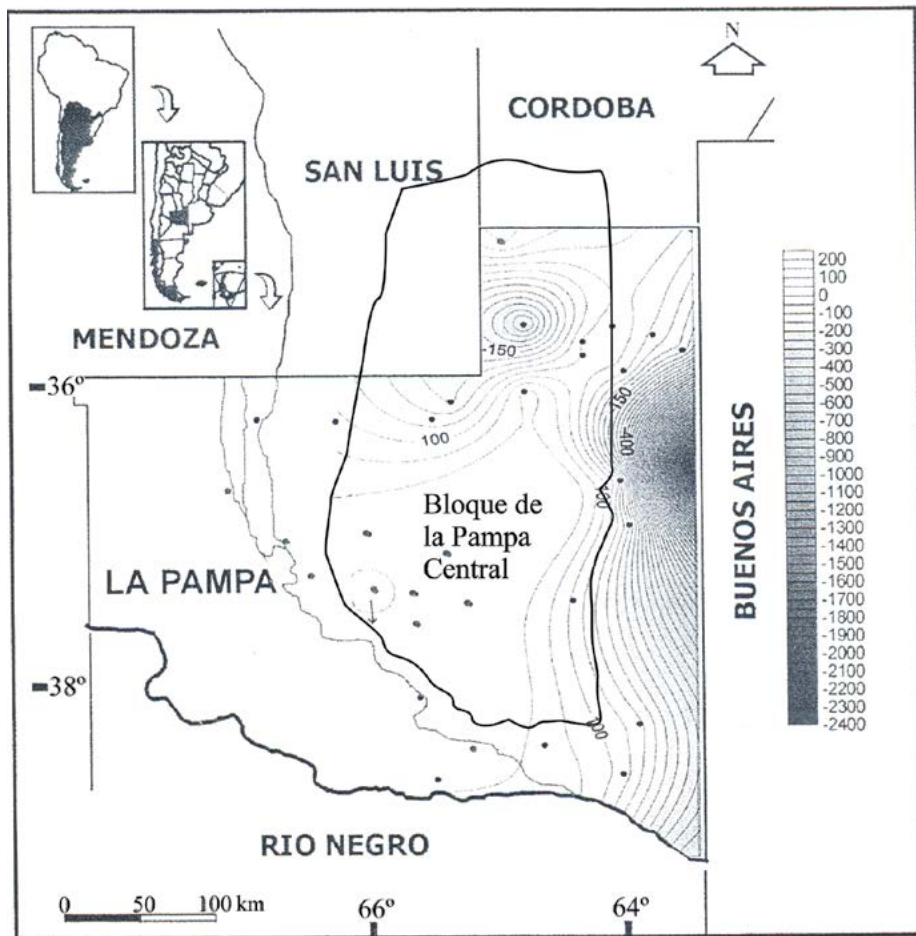 N
CORDOBA
SAN LUIS
MENDOZA
200
100
0
-100
-200
-300
-400
-500
-600
-700
-800
-900
-1000
-1100
-1200
-1300
-1400
-1500
-1600
-1700
-1800
-1900
-2000
-2100
-2200
-2300
-2400
-150
36º
150
-400
100
BUENOS AIRES
Bloque de
la Pampa
Central
LA PAMPA
38º
RIO NEGRO
0 50 100 km
66º 64º